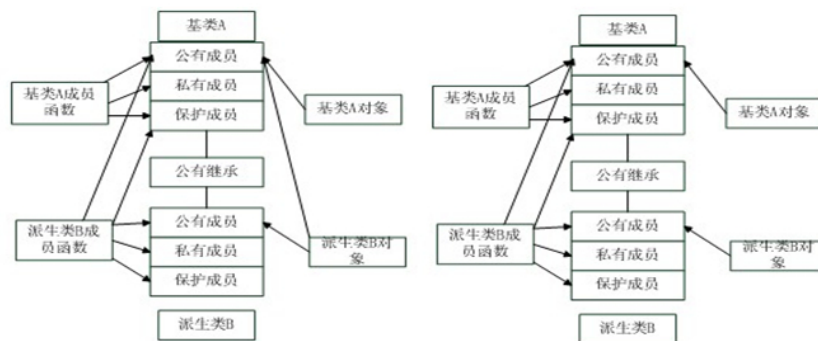 基类A
公有成员
私有成员
保护成员
基类A成员
函数
基类A对象
公有继承
公有成员
私有成员
保护成员
派生类B成
员函数
派生类B对
象
派生类B
基类A
公有成员
私有成员
保护成员
基类A成员
函数
基类A对象
公有继承
公有成员
私有成员
保护成员
派生类B成
员函数
派生类B对
象
派生类B